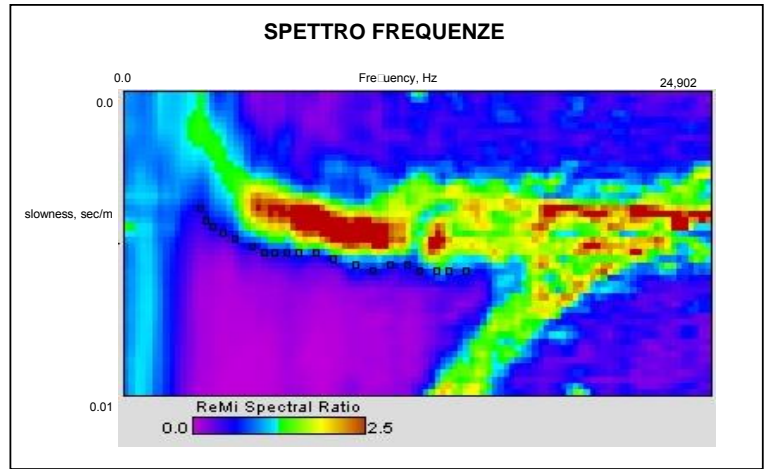 SPETTRO FREQUENZE
0.0 Fre□uency, Hz 24,902
0.0
slowness, sec/m
0.01
ReMi Spectral Ratio
0.0 2.5